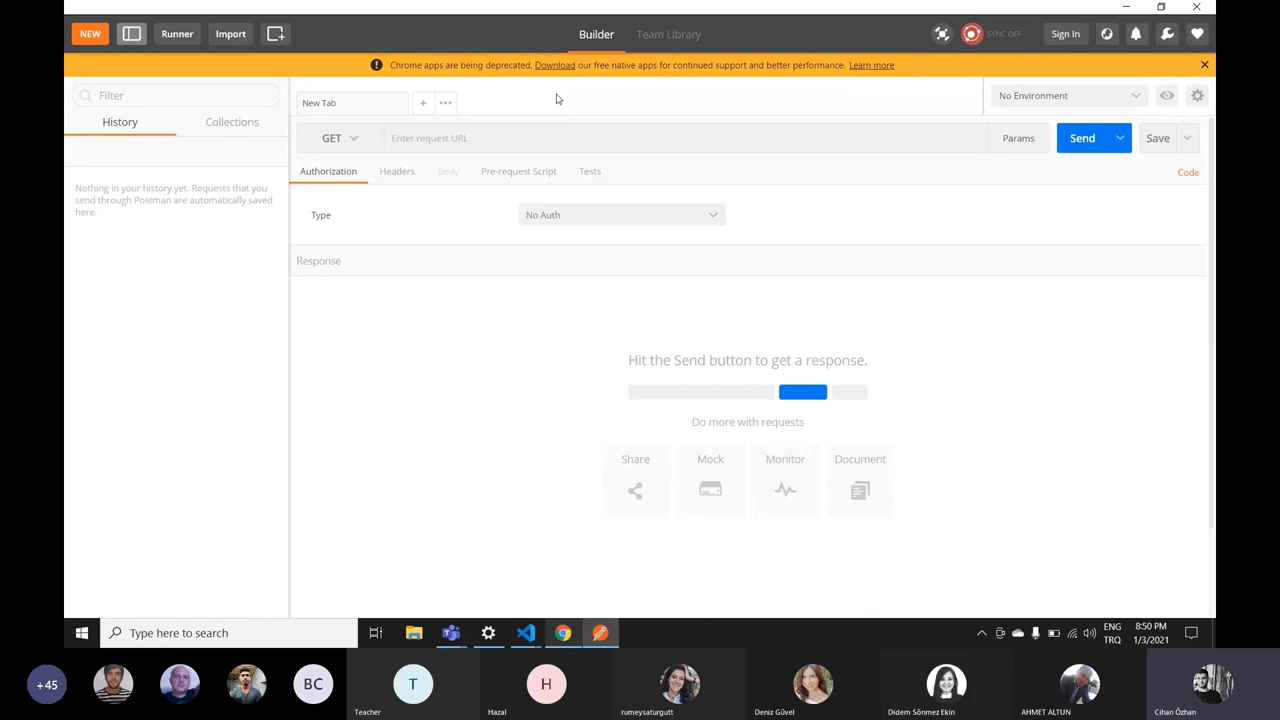 NEW
Runner
Import
Builder
Team Library
SYNC OFF
Sign In
Chrome apps are being deprecated. Download our free native apps for continued support and better performance. Learn more
Filter
New Tab
No Environment
History
Collections
GET
Enter request URL
Params
Send
Save
Authorization
Headers
Body
Pre-request Script
Tests
Code
Nothing in your history yet. Requests that you
send through Postman are automatically saved
here.
Type
No Auth
Response
Hit the Send button to get a response.
Do more with requests
Share
Mock
Monitor
Document
Type here to search
ENG
TRQ
8:50 PM
1/3/2021
+45
BC
T
Teacher
H
Hazal
rumeysaturgutt
Deniz Güvel
Didem Sönmez Ekin
AHMET ALTUN
Cihan Özhan